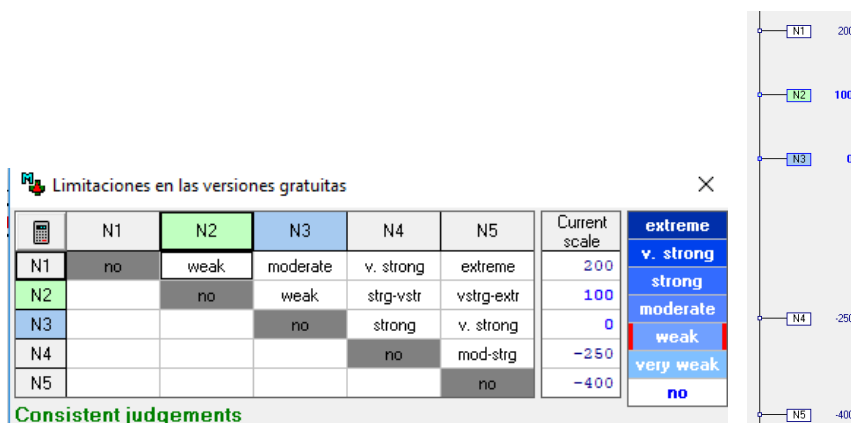 Limitaciones en las versiones gratuitas
N1 N2 N3 N4 N5 Current scale
N1 no weak moderate v. strong extreme 200
N2 no weak strg-vstr vstrg-extr 100
N3 no strong v. strong 0
N4 no mod-strg -250
N5 no -400
Consistent judgements
extreme
v. strong
strong
moderate
weak
very weak
no
N1 200
N2 100
N3 0
N4 -250
N5 -400